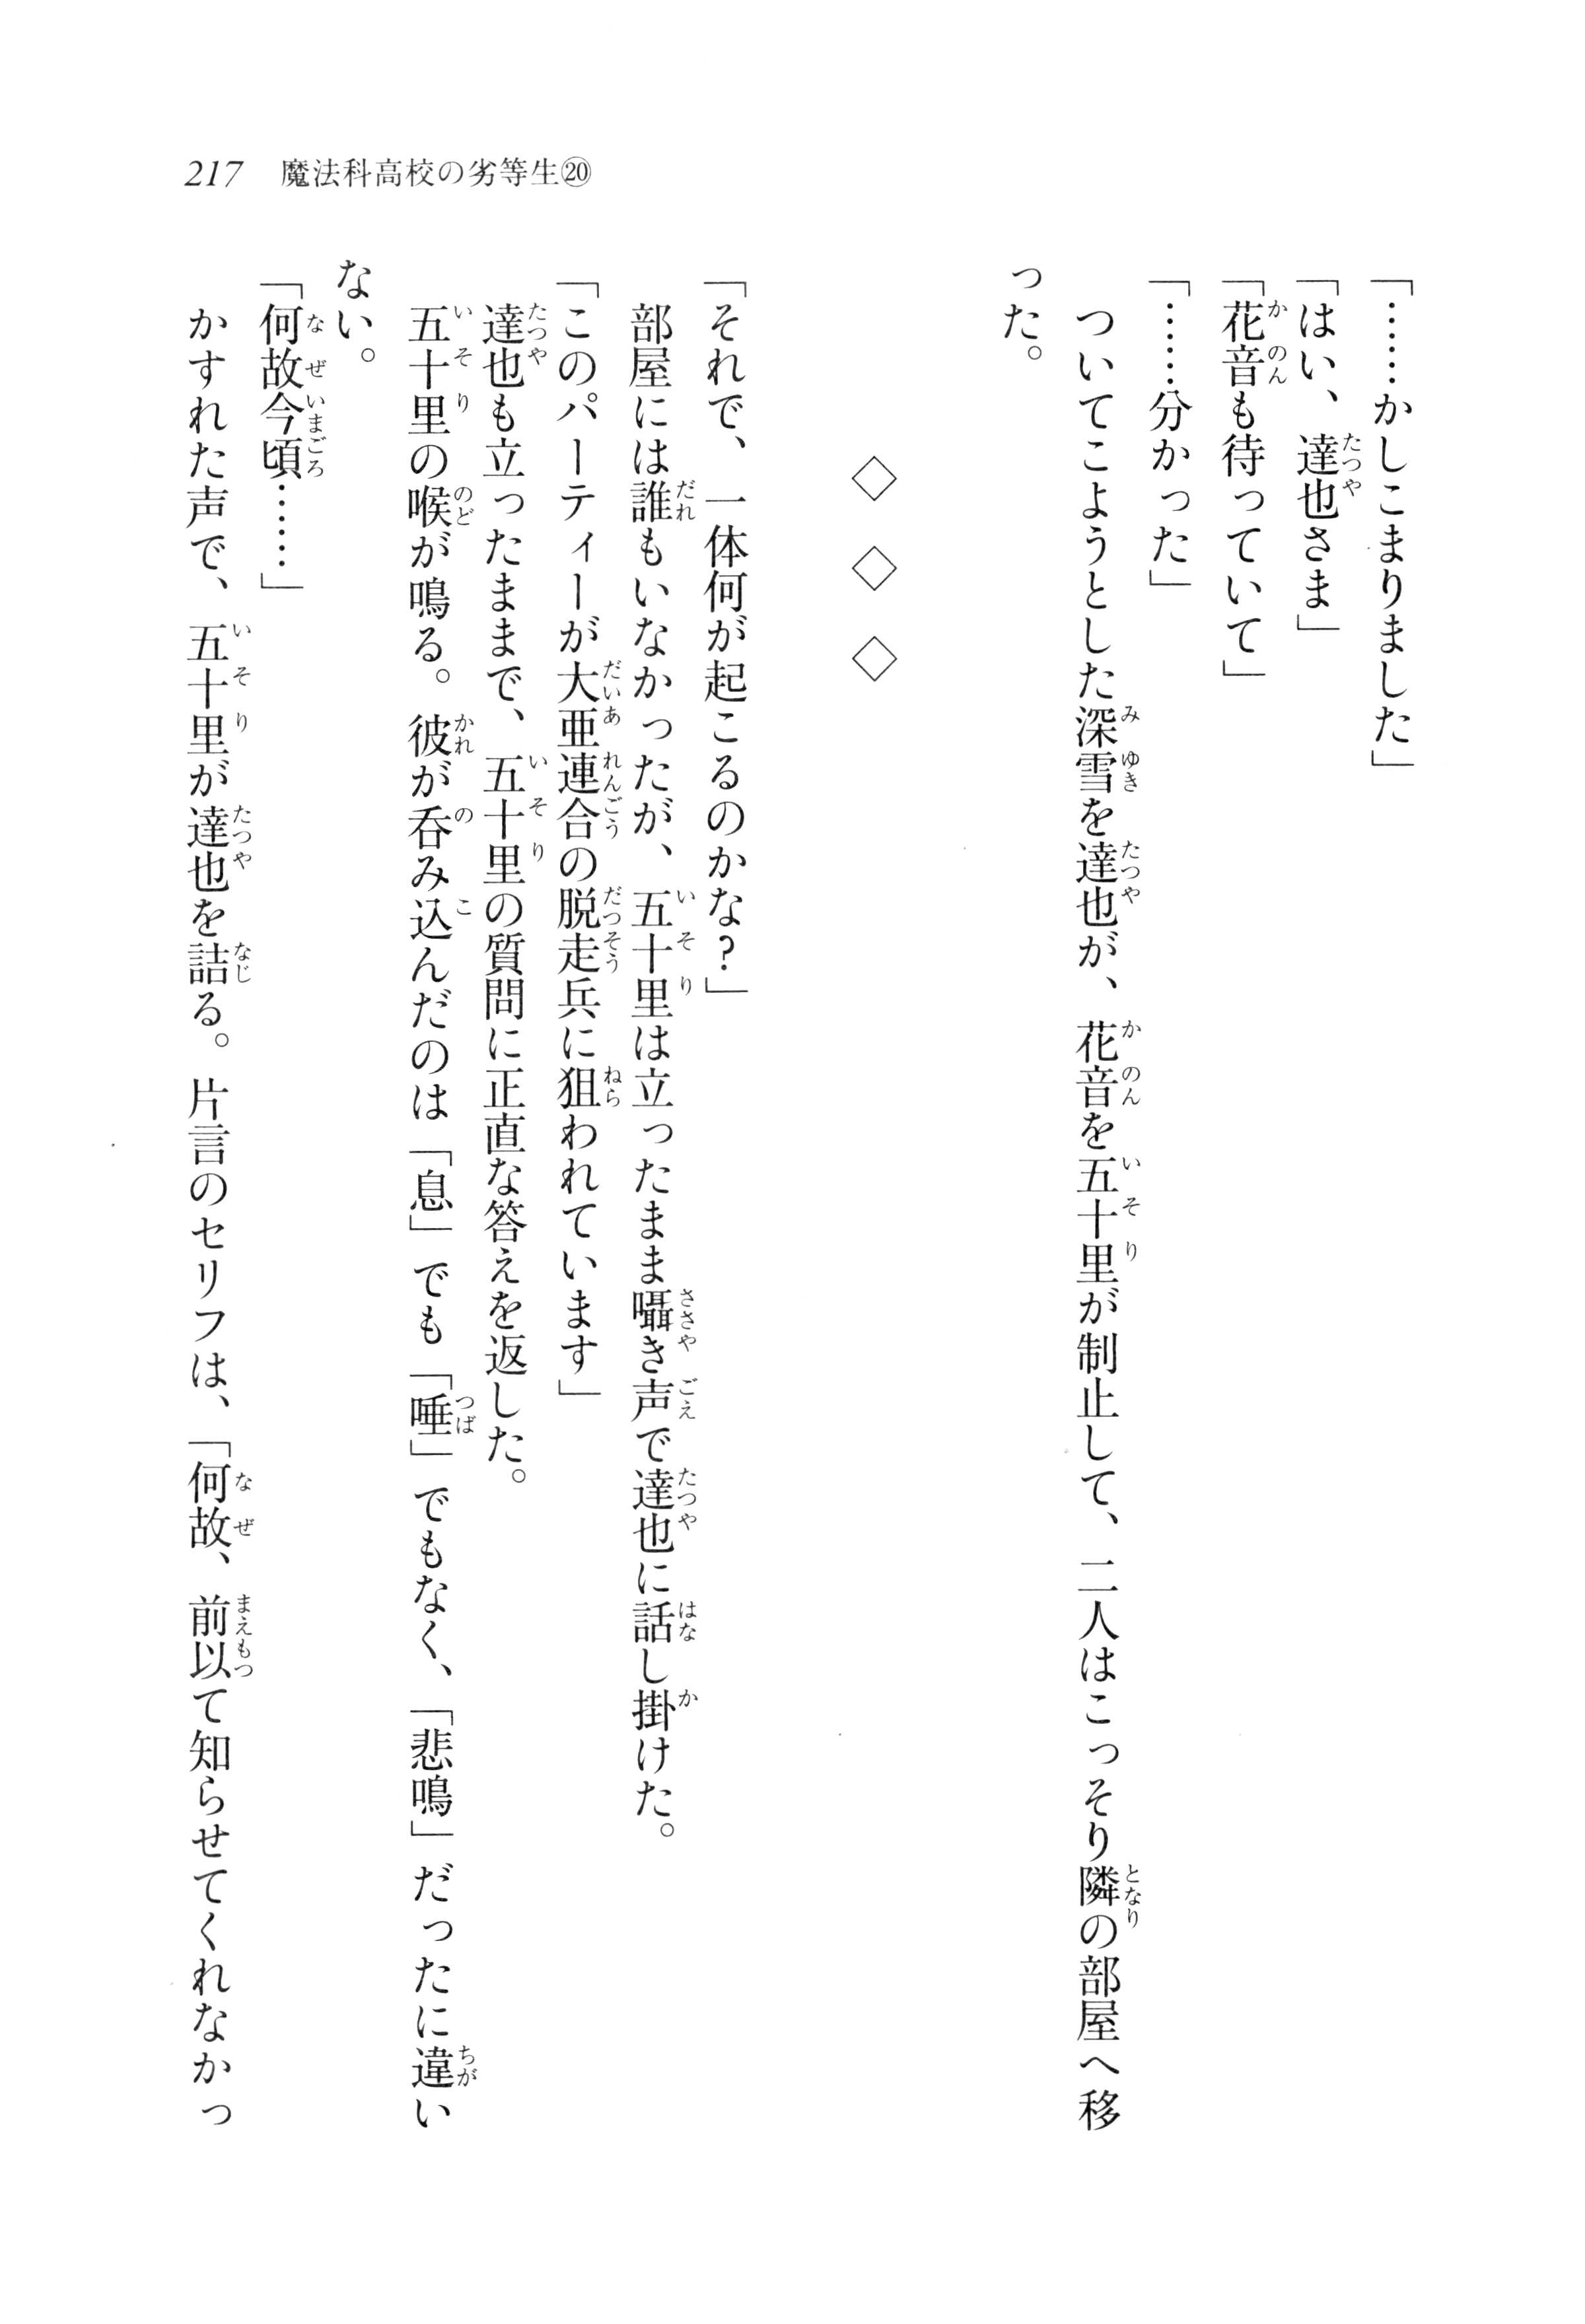 217 魔法科高校の劣等生⑳
「……かしこまりました」
「はい、達也さま」
「花音も待っていて」
「……分かった」
　ついてこようとした深雪を達也が、花音を五十里が制止して、二人はこっそり隣の部屋へ移
った。
◇　◇　◇
「それで、一体何が起こるのかな？」
　部屋には誰もいなかったが、五十里は立ったまま囁き声で達也に話し掛けた。
「このパーティーが大亜連合の脱走兵に狙われています」
　達也も立ったままで、五十里の質問に正直な答えを返した。
　五十里の喉が鳴る。彼が呑み込んだのは「息」でも「唾」でもなく、「悲鳴」だったに違い
ない。
「何故今頃……」
　かすれた声で、五十里が達也を詰る。片言のセリフは、「何故、前以て知らせてくれなかっ